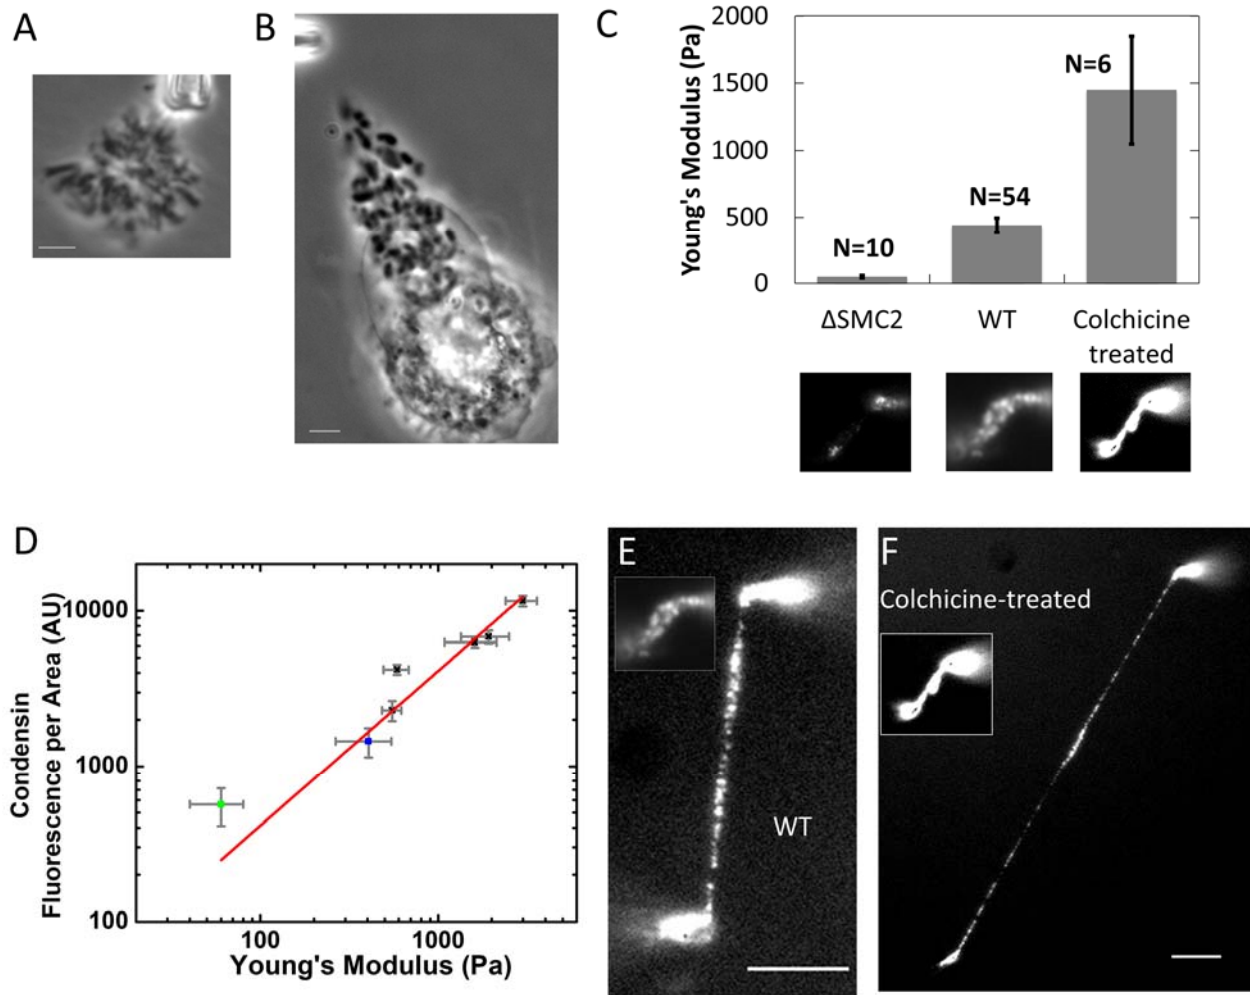 A
B
C
Young's Modulus (Pa)
2000
1500
1000
500
0
N=10
N=54
N=6
ΔSMC2
WT
Colchicine
treated
D
Condensin
Fluorescence per Area (AU)
10000
1000
100
100
1000
Young's Modulus (Pa)
E
WT
F
Colchicine-treated